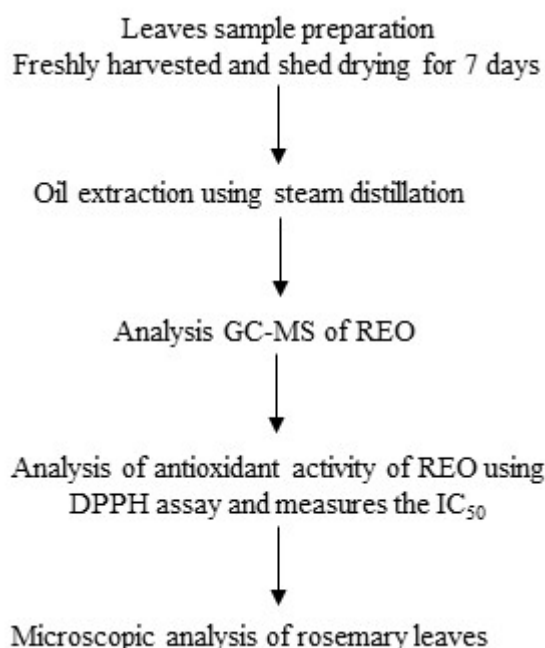 Leaves sample preparation
Freshly harvested and shed drying for 7 days
Oil extraction using steam distillation
Analysis GC-MS of REO
Analysis of antioxidant activity of REO using
DPPH assay and measures the IC₅₀
Microscopic analysis of rosemary leaves